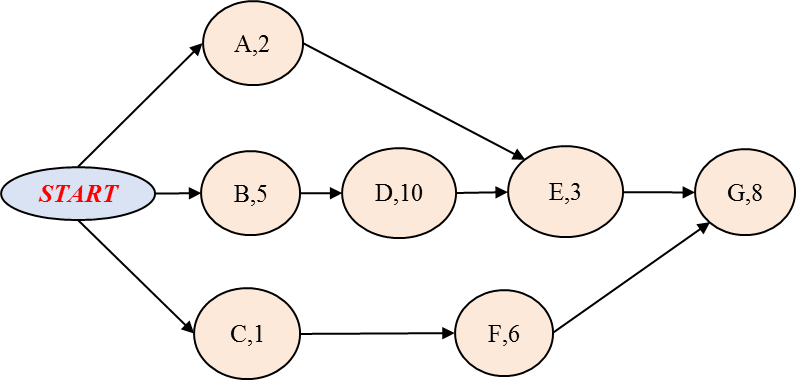 A,2
START
B,5
D,10
E,3
G,8
C,1
F,6